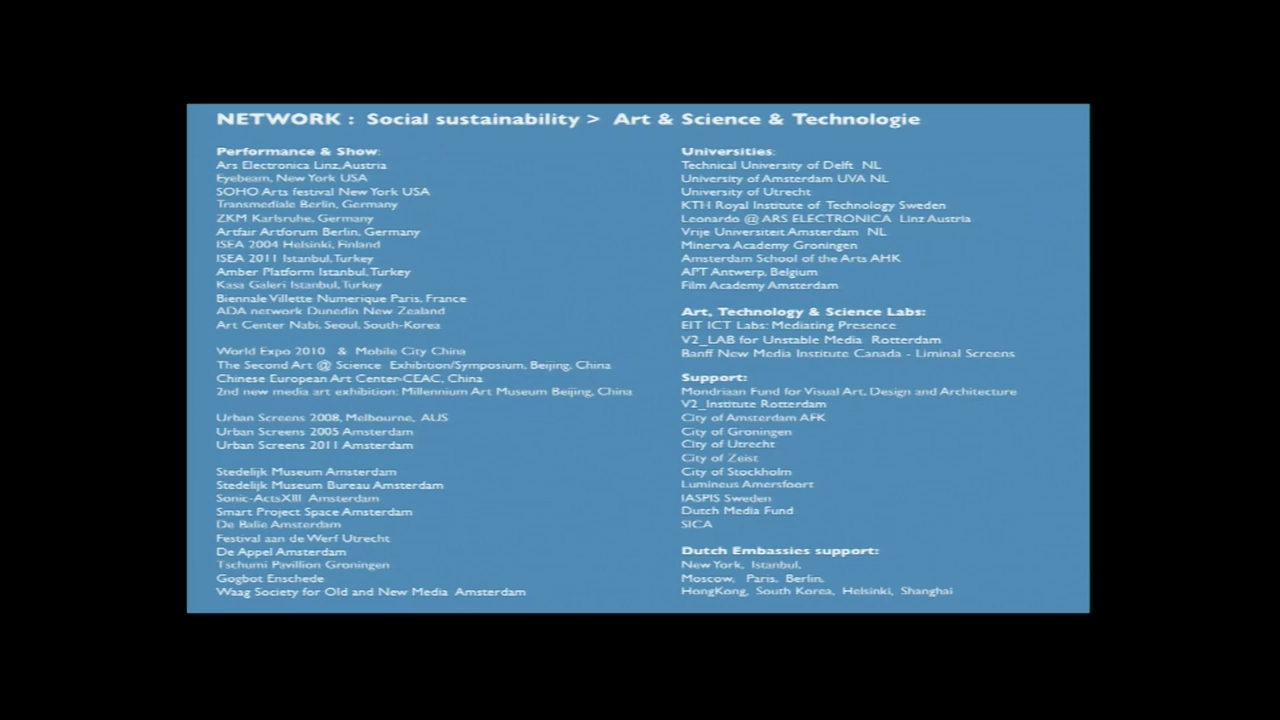 NETWORK : Social sustainability > Art & Science & Technologie
Performance & Show:
Ars Electronica Linz,Austria
Eyebeam, New York USA
SOHO Arts festival New York USA
Transmediale Berlin, Germany
ZKM Karlsruhe, Germany
Artfair Artforum Berlin, Germany
ISEA 2004 Helsinki, Finland
ISEA 2011 Istanbul, Turkey
Amber Platform Istanbul, Turkey
Kasa Galeri Istanbul, Turkey
Biennale Villette Numerique Paris, France
ADA network Dunedin New Zealand
Art Center Nabi, Seoul, South-Korea
World Expo 2010 & Mobile City China
The Second Art @ Science Exhibition/Symposium, Beijing, China
Chinese European Art Center-CEAC, China
2nd new media art exhibition: Millennium Art Museum Beijing, China
Urban Screens 2008, Melbourne, AUS
Urban Screens 2005 Amsterdam
Urban Screens 2011 Amsterdam
Stedelijk Museum Amsterdam
Stedelijk Museum Bureau Amsterdam
Sonic-ActsXIII Amsterdam
Smart Project Space Amsterdam
De Balie Amsterdam
Festival aan de Werf Utrecht
De Appel Amsterdam
Tschumi Pavillion Groningen
Gogbot Enschede
Waag Society for Old and New Media Amsterdam
Universities:
Technical University of Delft NL
University of Amsterdam UVA NL
University of Utrecht
KTH Royal Institute of Technology Sweden
Leonardo @ ARS ELECTRONICA Linz Austria
Vrije Universiteit Amsterdam NL
Minerva Academy Groningen
Amsterdam School of the Arts AHK
APT Antwerp, Belgium
Film Academy Amsterdam
Art, Technology & Science Labs:
EIT ICT Labs: Mediating Presence
V2_LAB for Unstable Media Rotterdam
Banff New Media Institute Canada - Liminal Screens
Support:
Mondriaan Fund for Visual Art, Design and Architecture
V2_Institute Rotterdam
City of Amsterdam AFK
City of Groningen
City of Utrecht
City of Zeist
City of Stockholm
Lumineus Amersfoort
IASPIS Sweden
Dutch Media Fund
SICA
Dutch Embassies support:
New York, Istanbul,
Moscow, Paris, Berlin,
HongKong, South Korea, Helsinki, Shanghai